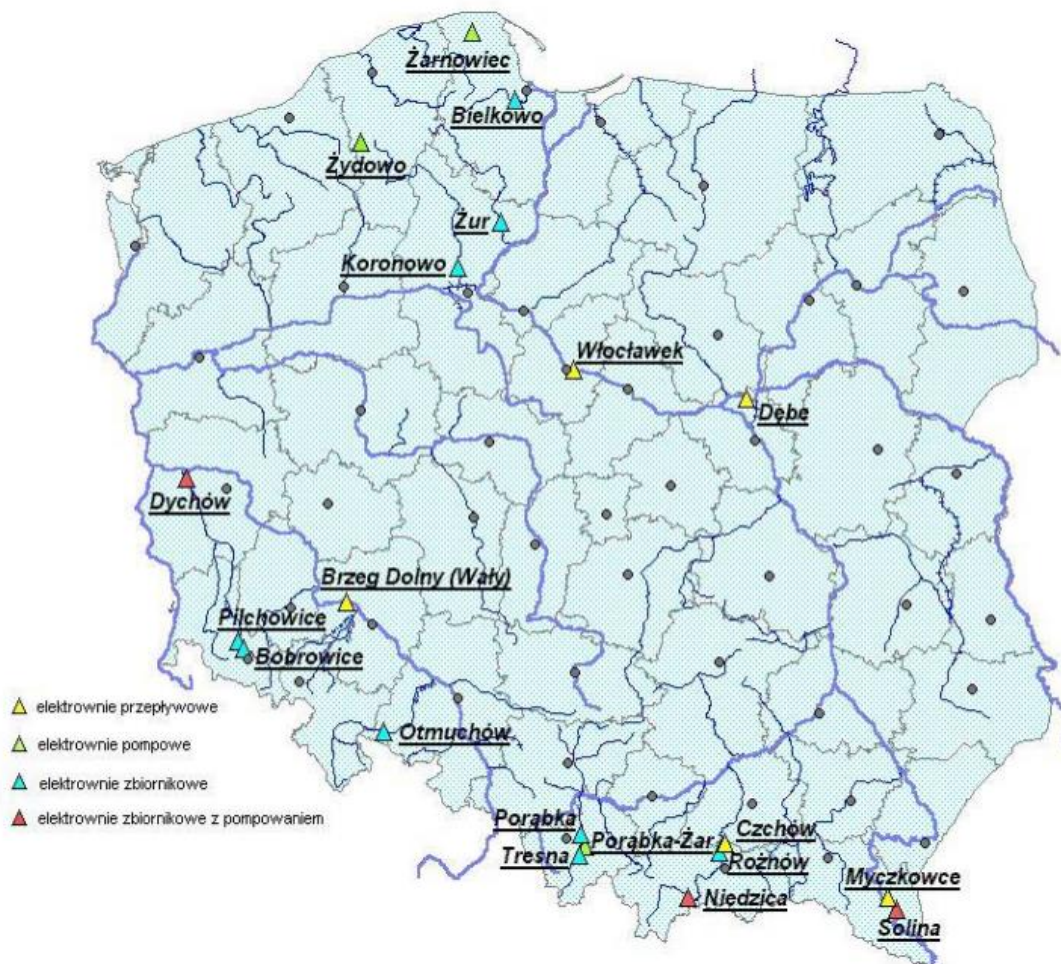 Żarnowiec
Bielkowo
Żydowo
Żur
Koronowo
Włocławek
Dębe
Dychów
Brzeg Dolny (Wały)
Pilchowice
Bobrowice
elektrownie przepływowe
elektrownie pompowe
elektrownie zbiornikowe
elektrownie zbiornikowe z pompowaniem
Otmuchów
Porąbka
Porąbka-Żar
Czchów
Tresna
Rożnów
Myczkowce
Niedzica
Solina